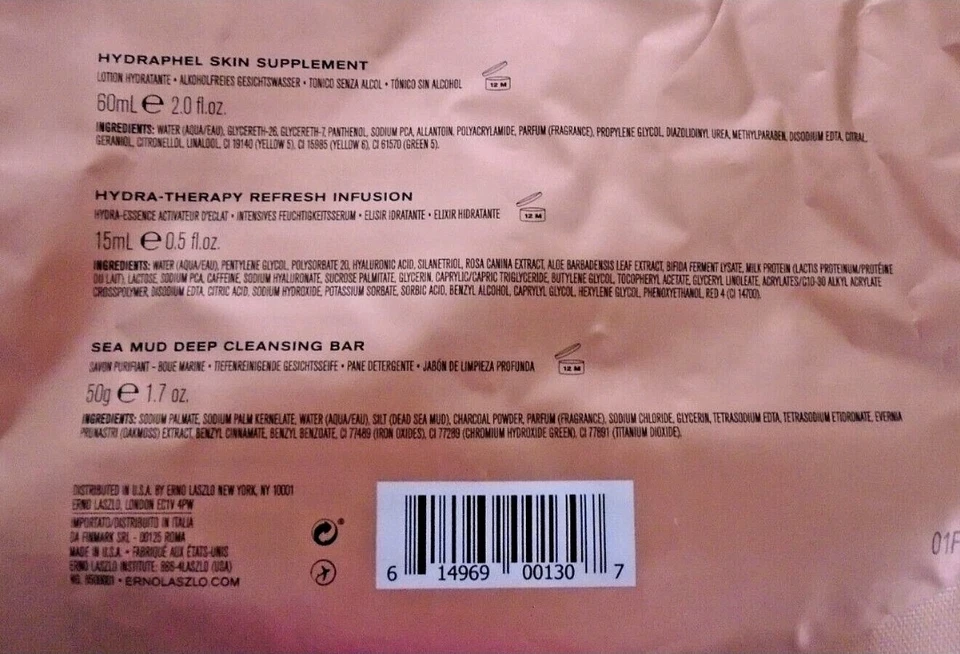 HYDRAPHEL SKIN SUPPLEMENT
LOTION HYDRATANTE • ALKOHOLFREIES GESICHTSWASSER • TONICO SENZA ALCOL • TÓNICO SIN ALCOHOL
12 M
60mL e 2.0 fl.oz.
INGREDIENTS: WATER (AQUA/EAU), GLYCERETH-26, GLYCERETH-7, PANTHENOL, SODIUM PCA, ALLANTOIN, POLYACRYLAMIDE, PARFUM (FRAGRANCE), PROPYLENE GLYCOL, DIAZOLIDINYL UREA, METHYLPARABEN, DISODIUM EDTA, CITRAL,
GERANIOL, CITRONELLOL, LINALOOL, CI 19140 (YELLOW 5), CI 15985 (YELLOW 6), CI 61570 (GREEN 5).
HYDRA-THERAPY REFRESH INFUSION
HYDRA-ESSENCE ACTIVATEUR D'ECLAT • INTENSIVES FEUCHTIGKEITSSERUM • ELISIR IDRATANTE • ELIXIR HIDRATANTE
12 M
15mL e 0.5 fl.oz.
INGREDIENTS: WATER (AQUA/EAU), PENTYLENE GLYCOL, POLYSORBATE 20, HYALURONIC ACID, SILANETRIOL, ROSA CANINA EXTRACT, ALOE BARBADENSIS LEAF EXTRACT, BIFIDA FERMENT LYSATE, MILK PROTEIN (LACTIS PROTEINUM/PROTÉINE
DU LAIT), LACTOSE, SODIUM PCA, CAFFEINE, SODIUM HYALURONATE, SUCROSE PALMITATE, GLYCERIN, CAPRYLIC/CAPRIC TRIGLYCERIDE, BUTYLENE GLYCOL, TOCOPHERYL ACETATE, GLYCERYL LINOLEATE, ACRYLATES/C10-30 ALKYL ACRYLATE
CROSSPOLYMER, DISODIUM EDTA, CITRIC ACID, SODIUM HYDROXIDE, POTASSIUM SORBATE, SORBIC ACID, BENZYL ALCOHOL, CAPRYLYL GLYCOL, HEXYLENE GLYCOL, PHENOXYETHANOL, RED 4 (CI 14700).
SEA MUD DEEP CLEANSING BAR
SAVON PURIFIANT - BOUE MARINE • TIEFENREINIGENDE GESICHTSSEIFE • PANE DETERGENTE • JABÓN DE LIMPIEZA PROFUNDA
12 M
50g e 1.7 oz.
INGREDIENTS: SODIUM PALMATE, SODIUM PALM KERNELATE, WATER (AQUA/EAU), SILT (DEAD SEA MUD), CHARCOAL POWDER, PARFUM (FRAGRANCE), SODIUM CHLORIDE, GLYCERIN, TETRASODIUM EDTA, TETRASODIUM ETIDRONATE, EVERNIA
PRUNASTRI (OAKMOSS) EXTRACT, BENZYL CINNAMATE, BENZYL BENZOATE, CI 77489 (IRON OXIDES), CI 77289 (CHROMIUM HYDROXIDE GREEN), CI 77891 (TITANIUM DIOXIDE).
DISTRIBUTED IN U.S.A. BY ERNO LASZLO NEW YORK, NY 10001
ERNO LASZLO, LONDON EC1V 4PW
IMPORTATO/DISTRIBUITO IN ITALIA
DA FINMARK SRL - 00125 ROMA
MADE IN U.S.A. • FABRIQUÉ AUX ÉTATS-UNIS
ERNO LASZLO INSTITUTE: 866-4LASZLO (USA)
NO. • ERNOLASZLO.COM
6 14969 00130 7
01F